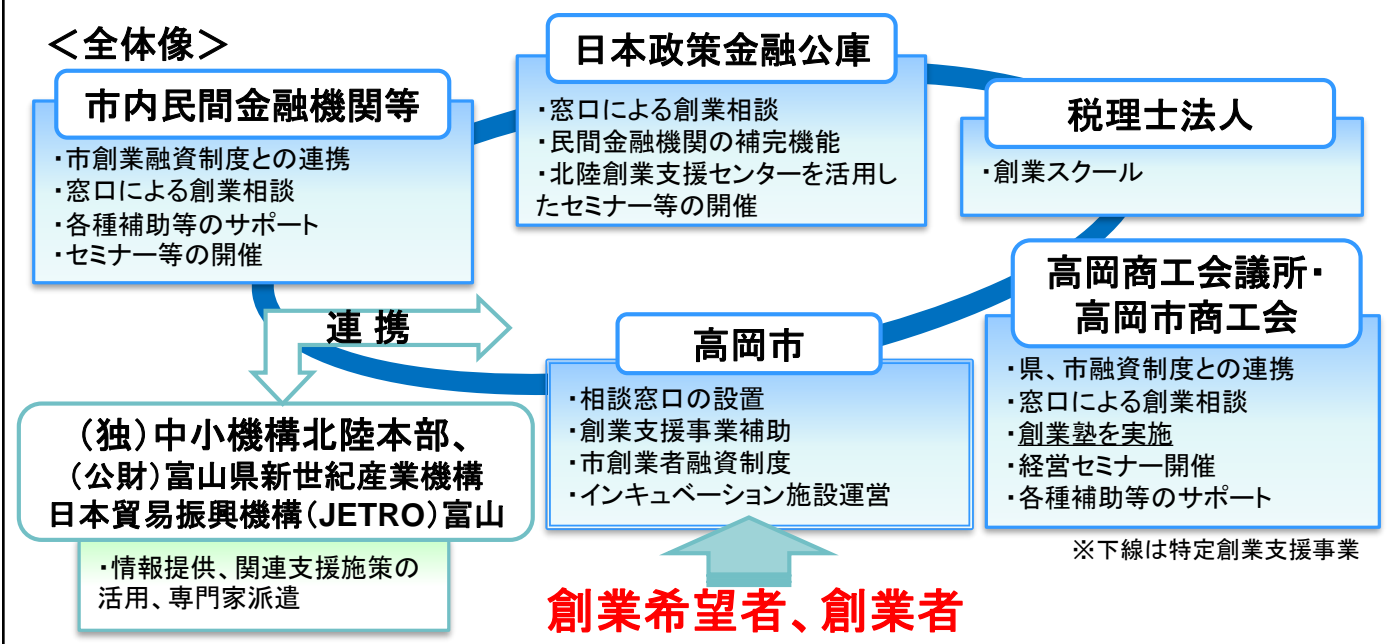 ＜全体像＞
市内民間金融機関等
・市創業融資制度との連携
・窓口による創業相談
・各種補助等のサポート
・セミナー等の開催
日本政策金融公庫
・窓口による創業相談
・民間金融機関の補完機能
・北陸創業支援センターを活用し
たセミナー等の開催
税理士法人
・創業スクール
高岡商工会議所・
高岡市商工会
・県、市融資制度との連携
・窓口による創業相談
・創業塾を実施
・経営セミナー開催
・各種補助等のサポート
※下線は特定創業支援事業
連 携
高岡市
・相談窓口の設置
・創業支援事業補助
・市創業者融資制度
・インキュベーション施設運営
（独）中小機構北陸本部、
（公財）富山県新世紀産業機構
日本貿易振興機構（JETRO）富山
・情報提供、関連支援施策の
活用、専門家派遣
創業希望者、創業者